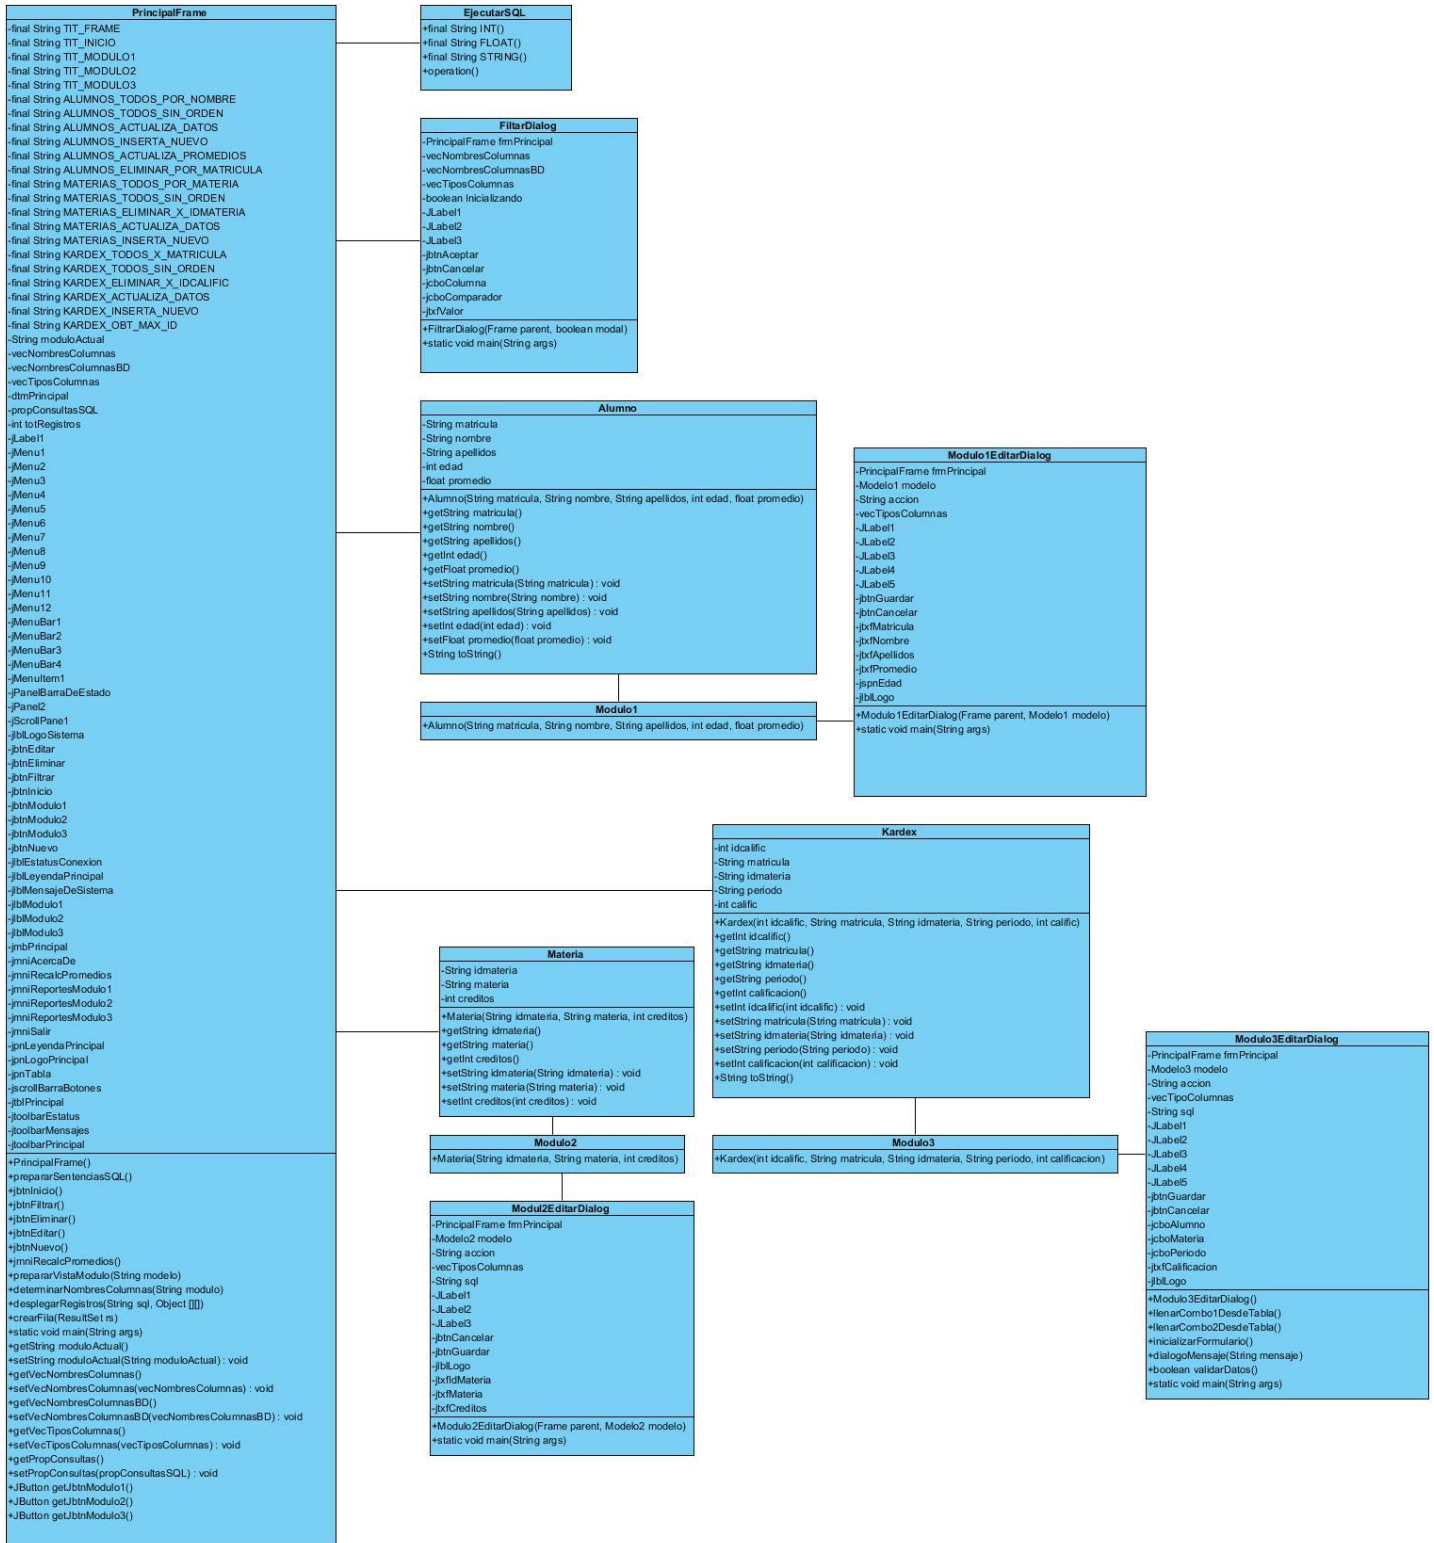 PrincipalFrame
-final String TIT_FRAME
-final String TIT_INICIO
-final String TIT_MODULO1
-final String TIT_MODULO2
-final String TIT_MODULO3
-final String ALUMNOS_TODOS_POR_NOMBRE
-final String ALUMNOS_TODOS_SIN_ORDEN
-final String ALUMNOS_ACTUALIZA_DATOS
-final String ALUMNOS_INSERTA_NUEVO
-final String ALUMNOS_ACTUALIZA_PROMEDIOS
-final String ALUMNOS_ELIMINAR_POR_MATRICULA
-final String MATERIAS_TODOS_POR_MATERIA
-final String MATERIAS_TODOS_SIN_ORDEN
-final String MATERIAS_ELIMINAR_X_IDMATERIA
-final String MATERIAS_ACTUALIZA_DATOS
-final String MATERIAS_INSERTA_NUEVO
-final String KARDEX_TODOS_X_MATRICULA
-final String KARDEX_TODOS_SIN_ORDEN
-final String KARDEX_ELIMINAR_X_IDCALIFIC
-final String KARDEX_ACTUALIZA_DATOS
-final String KARDEX_INSERTA_NUEVO
-final String KARDEX_OBT_MAX_ID
-String moduloActual
-vecNombresColumnas
-vecNombresColumnasBD
-vecTiposColumnas
-dtmPrincipal
-propConsultasSQL
-int totRegistros
-jLabel1
-jMenu1
-jMenu2
-jMenu3
-jMenu4
-jMenu5
-jMenu6
-jMenu7
-jMenu8
-jMenu9
-jMenu10
-jMenu11
-jMenu12
-jMenuBar1
-jMenuBar2
-jMenuBar3
-jMenuBar4
-jMenuItem1
-jPanelBarraDeEstado
-jPanel2
-jScrollPane1
-jlblLogoSistema
-jbtnEditar
-jbtnEliminar
-jbtnFiltrar
-jbtnInicio
-jbtnModulo1
-jbtnModulo2
-jbtnModulo3
-jbtnNuevo
-jlblEstatusConexion
-jlblLeyendaPrincipal
-jlblMensajeDeSistema
-jlblModulo1
-jlblModulo2
-jlblModulo3
-jmbPrincipal
-jmniAcercaDe
-jmniRecalcPromedios
-jmniReportesModulo1
-jmniReportesModulo2
-jmniReportesModulo3
-jmniSalir
-jpnLeyendaPrincipal
-jpnLogoPrincipal
-jpnTabla
-jscrollBarraBotones
-jtblPrincipal
-jtoolbarEstatus
-jtoolbarMensajes
-jtoolbarPrincipal
+PrincipalFrame()
+prepararSentenciasSQL()
+jbtnInicio()
+jbtnFiltrar()
+jbtnEliminar()
+jbtnEditar()
+jbtnNuevo()
+jmniRecalcPromedios()
+prepararVistaModulo(String modelo)
+determinarNombresColumnas(String modulo)
+desplegarRegistros(String sql, Object [][])
+crearFila(ResultSet rs)
+static void main(String args)
+getString moduloActual()
+setString moduloActual(String moduloActual) : void
+getVecNombresColumnas()
+setVecNombresColumnas(vecNombresColumnas) : void
+getVecNombresColumnasBD()
+setVecNombresColumnasBD(vecNombresColumnasBD) : void
+getVecTiposColumnas()
+setVecTiposColumnas(vecTiposColumnas) : void
+getPropConsultas()
+setPropConsultas(propConsultasSQL) : void
+JButton getJbtnModulo1()
+JButton getJbtnModulo2()
+JButton getJbtnModulo3()
EjecutarSQL
+final String INT()
+final String FLOAT()
+final String STRING()
+operation()
FiltarDialog
-PrincipalFrame frmPrincipal
-vecNombresColumnas
-vecNombresColumnasBD
-vecTiposColumnas
-boolean Inicializando
-JLabel1
-JLabel2
-JLabel3
-jbtnAceptar
-jbtnCancelar
-jcboColumna
-jcboComparador
-jtxfValor
+FiltrarDialog(Frame parent, boolean modal)
+static void main(String args)
Alumno
-String matricula
-String nombre
-String apellidos
-int edad
-float promedio
+Alumno(String matricula, String nombre, String apellidos, int edad, float promedio)
+getString matricula()
+getString nombre()
+getString apellidos()
+getInt edad()
+getFloat promedio()
+setString matricula(String matricula) : void
+setString nombre(String nombre) : void
+setString apellidos(String apellidos) : void
+setInt edad(int edad) : void
+setFloat promedio(float promedio) : void
+String toString()
Modulo1
+Alumno(String matricula, String nombre, String apellidos, int edad, float promedio)
Modulo1EditarDialog
-PrincipalFrame frmPrincipal
-Modelo1 modelo
-String accion
-vecTiposColumnas
-JLabel1
-JLabel2
-JLabel3
-JLabel4
-JLabel5
-jbtnGuardar
-jbtnCancelar
-jtxfMatricula
-jtxfNombre
-jtxfApellidos
-jtxfPromedio
-jspnEdad
-jlblLogo
+Modulo1EditarDialog(Frame parent, Modelo1 modelo)
+static void main(String args)
Kardex
-int idcalific
-String matricula
-String idmateria
-String periodo
-int calific
+Kardex(int idcalific, String matricula, String idmateria, String periodo, int calific)
+getInt idcalific()
+getString matricula()
+getString idmateria()
+getString periodo()
+getInt calificacion()
+setInt idcalific(int idcalific) : void
+setString matricula(String matricula) : void
+setString idmateria(String idmateria) : void
+setString periodo(String periodo) : void
+setInt calificacion(int calificacion) : void
+String toString()
Materia
-String idmateria
-String materia
-int creditos
+Materia(String idmateria, String materia, int creditos)
+getString idmateria()
+getString materia()
+getInt creditos()
+setString idmateria(String idmateria) : void
+setString materia(String materia) : void
+setInt creditos(int creditos) : void
Modulo2
+Materia(String idmateria, String materia, int creditos)
Modulo3
+Kardex(int idcalific, String matricula, String idmateria, String periodo, int calificacion)
Modul2EditarDialog
-PrincipalFrame frmPrincipal
-Modelo2 modelo
-String accion
-vecTiposColumnas
-String sql
-JLabel1
-JLabel2
-JLabel3
-jbtnCancelar
-jbtnGuardar
-jlblLogo
-jtxfIdMateria
-jtxfMateria
-jtxfCreditos
+Modulo2EditarDialog(Frame parent, Modelo2 modelo)
+static void main(String args)
Modulo3EditarDialog
-PrincipalFrame frmPrincipal
-Modelo3 modelo
-String accion
-vecTipoColumnas
-String sql
-JLabel1
-JLabel2
-JLabel3
-JLabel4
-JLabel5
-jbtnGuardar
-jbtnCancelar
-jcboAlumno
-jcboMateria
-jcboPeriodo
-jtxfCalificacion
-jlblLogo
+Modulo3EditarDialog()
+llenarCombo1DesdeTabla()
+llenarCombo2DesdeTabla()
+inicializarFormulario()
+dialogoMensaje(String mensaje)
+boolean validarDatos()
+static void main(String args)